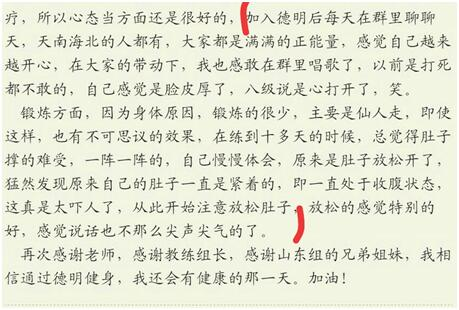 疗，所以心态当方面还是很好的，加入德明后每天在群里聊聊
天，天南海北的人都有，大家都是满满的正能量，感觉自己越来
越开心，在大家的带动下，我也感敢在群里唱歌了，以前是打死
都不敢的，自己感觉是脸皮厚了，八级说是心打开了，笑。
锻炼方面，因为身体原因，锻炼的很少，主要是仙人走，即使
这样，也有不可思议的效果，在练到十多天的时候，总觉得肚子
撑的难受，一阵一阵的，自己慢慢体会，原来是肚子放松开了，
猛然发现原来自己的肚子一直是紧着的，即一直处于收腹状态，
这真是太吓人了，从此开始注意放松肚子，放松的感觉特别的
好，感觉说话也不那么尖声尖气的了。
再次感谢老师，感谢教练组长，感谢山东组的兄弟姐妹，我相
信通过德明健身，我还会有健康的那一天。加油！